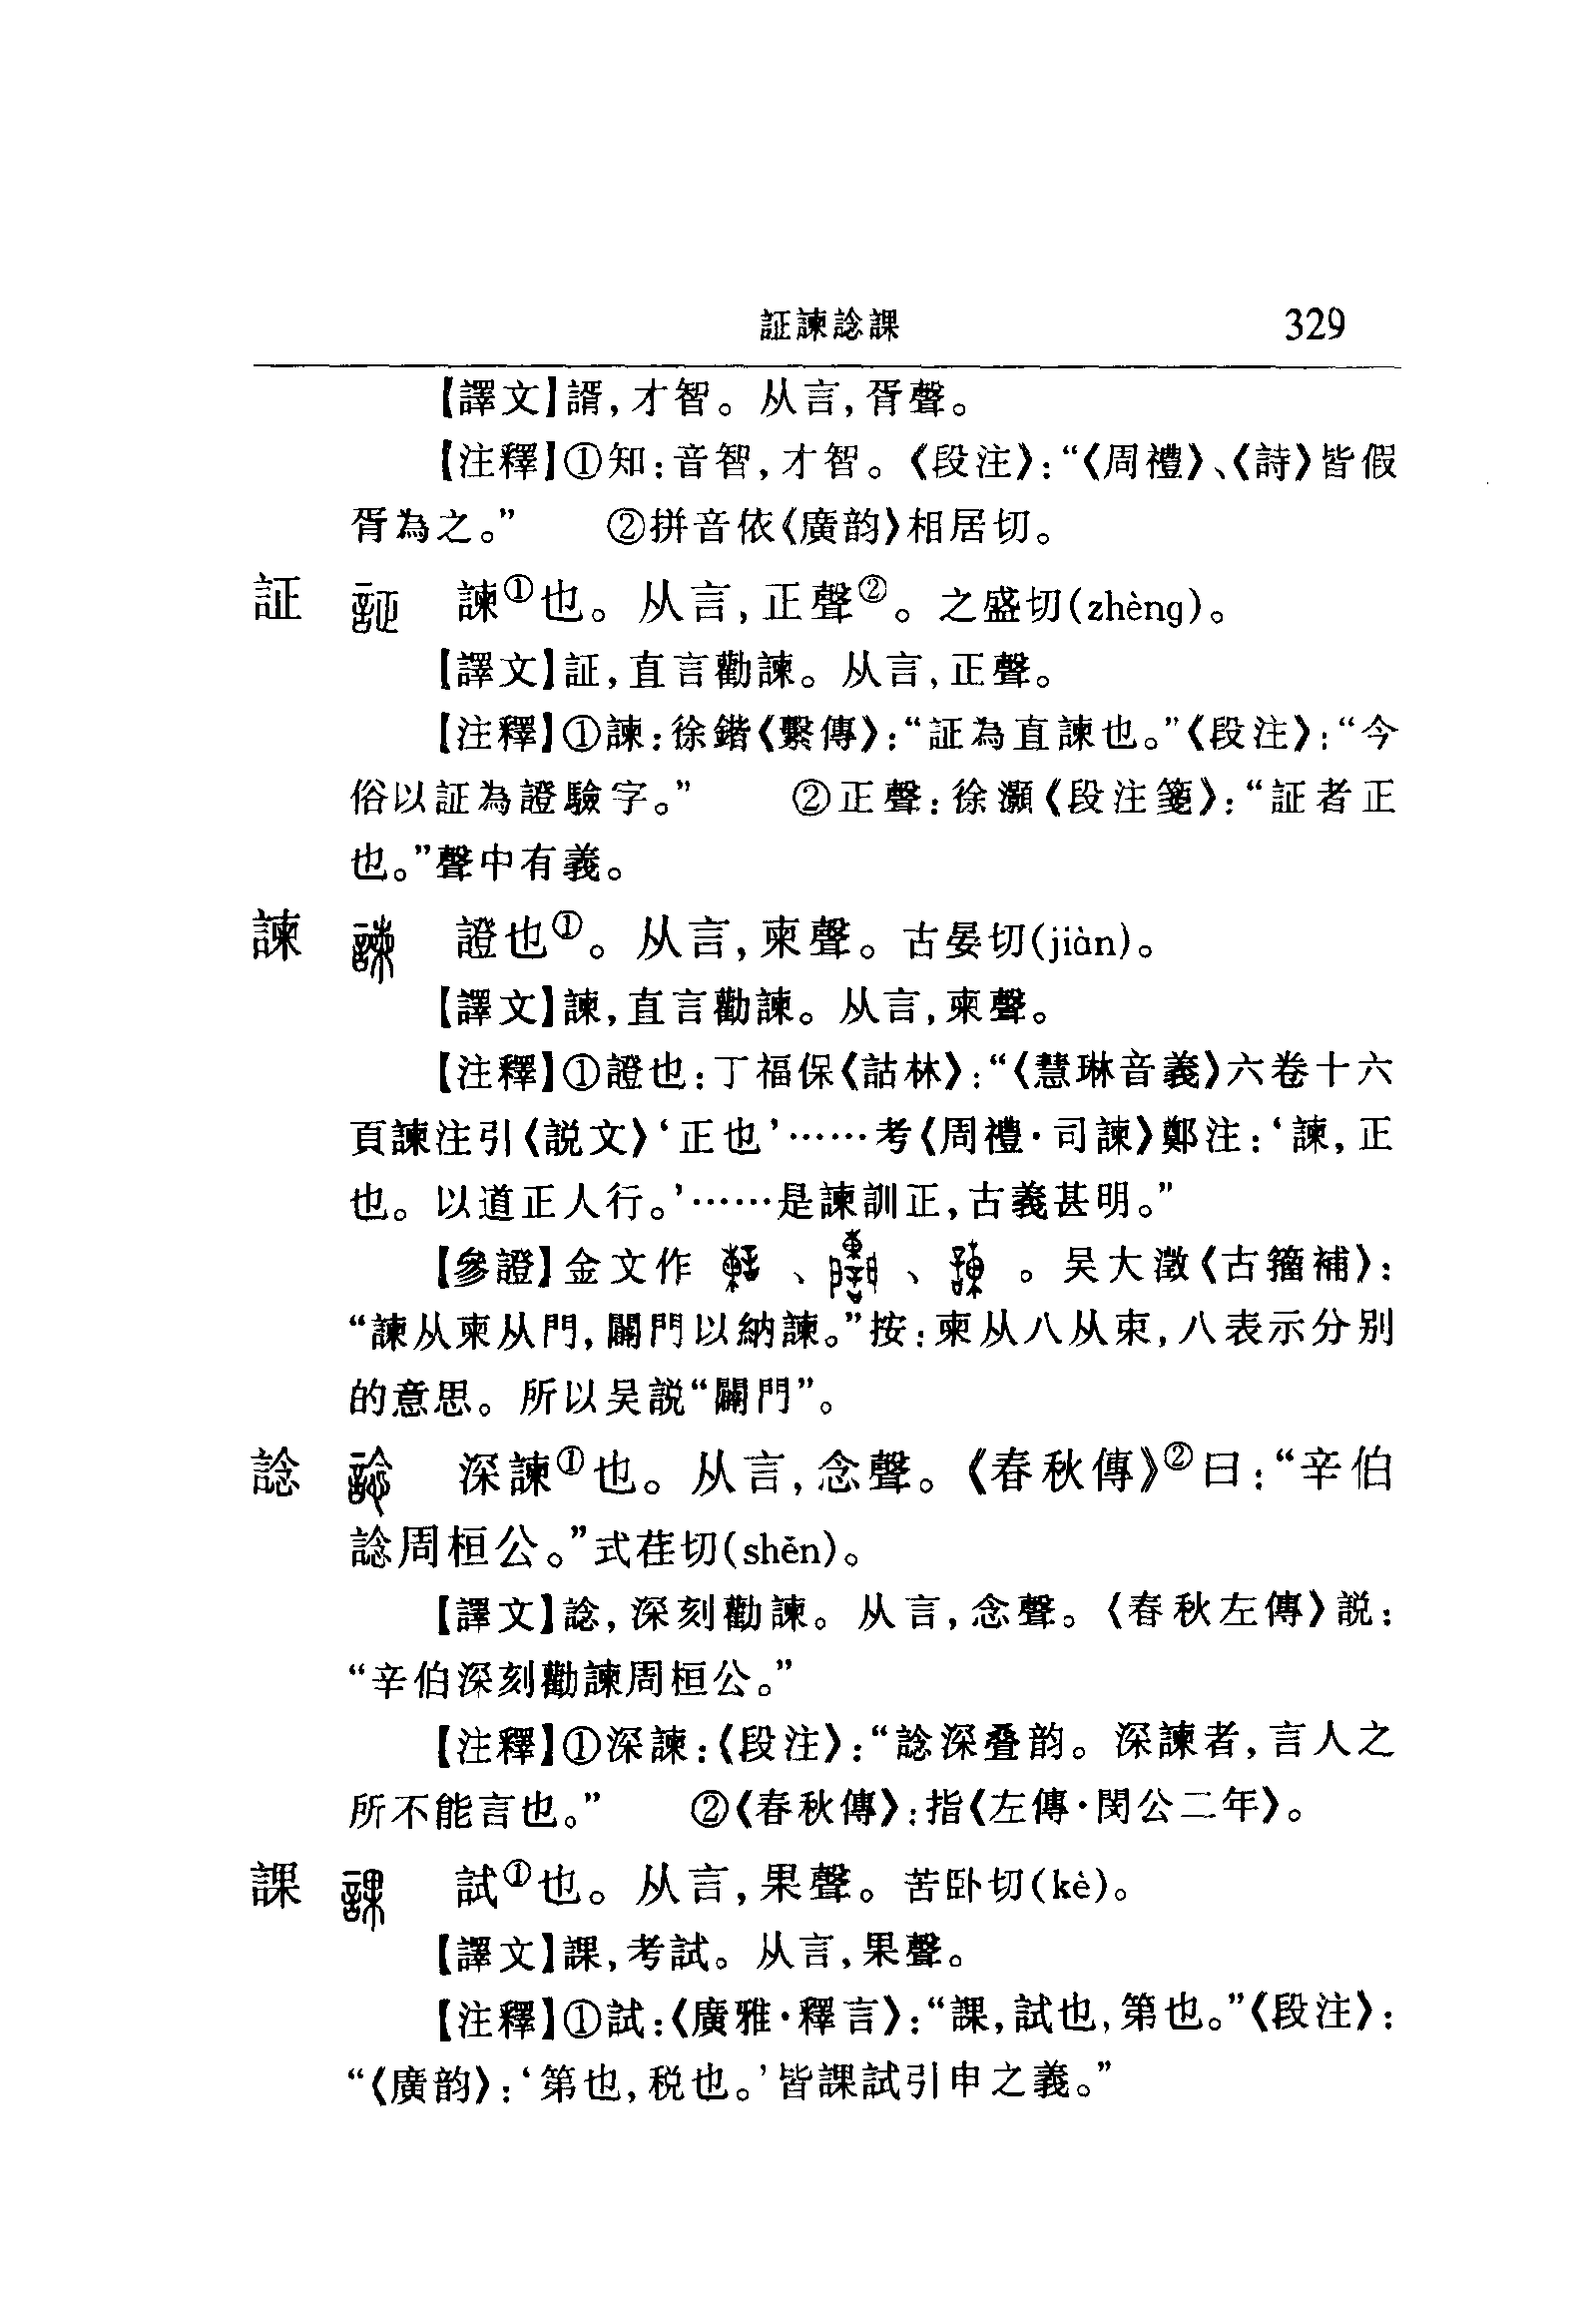 証諫諗課 329
【譯文】諝,才智。从言,胥聲。
【注釋】①知:音智,才智。《段注》:“《周禮》、《詩》皆假
胥為之。” ②拼音依《廣韵》相居切。
証 諫①也。从言,正聲②。之盛切(zhèng)。
【譯文】証,直言勸諫。从言,正聲。
【注釋】①諫:徐鍇《繫傳》:“証為直諫也。”《段注》:“今
俗以証為證驗字。” ②正聲:徐灝《段注箋》:“証者正
也。”聲中有義。
諫 證也①。从言,柬聲。古晏切(jiàn)。
【譯文】諫,直言勸諫。从言,柬聲。
【注釋】①證也:丁福保《詁林》:“《慧琳音義》六卷十六
頁諫注引《説文》‘正也’……考《周禮·司諫》鄭注:‘諫,正
也。以道正人行。’……是諫訓正,古義甚明。”
【參證】金文作 、 、 。吴大澂《古籀補》:
“諫从柬从門,闢門以納諫。”按:柬从八从束,八表示分别
的意思。所以吴説“闢門”。
諗 深諫①也。从言,念聲。《春秋傳》②曰:“辛伯
諗周桓公。”式荏切(shěn)。
【譯文】諗,深刻勸諫。从言,念聲。《春秋左傳》説:
“辛伯深刻勸諫周桓公。”
【注釋】①深諫:《段注》:“諗深叠韵。深諫者,言人之
所不能言也。” ②《春秋傳》:指《左傳·閔公二年》。
課 試①也。从言,果聲。苦卧切(kè)。
【譯文】課,考試。从言,果聲。
【注釋】①試:《廣雅·釋言》:“課,試也,第也。”《段注》:
“《廣韵》:‘第也,税也。’皆課試引申之義。”